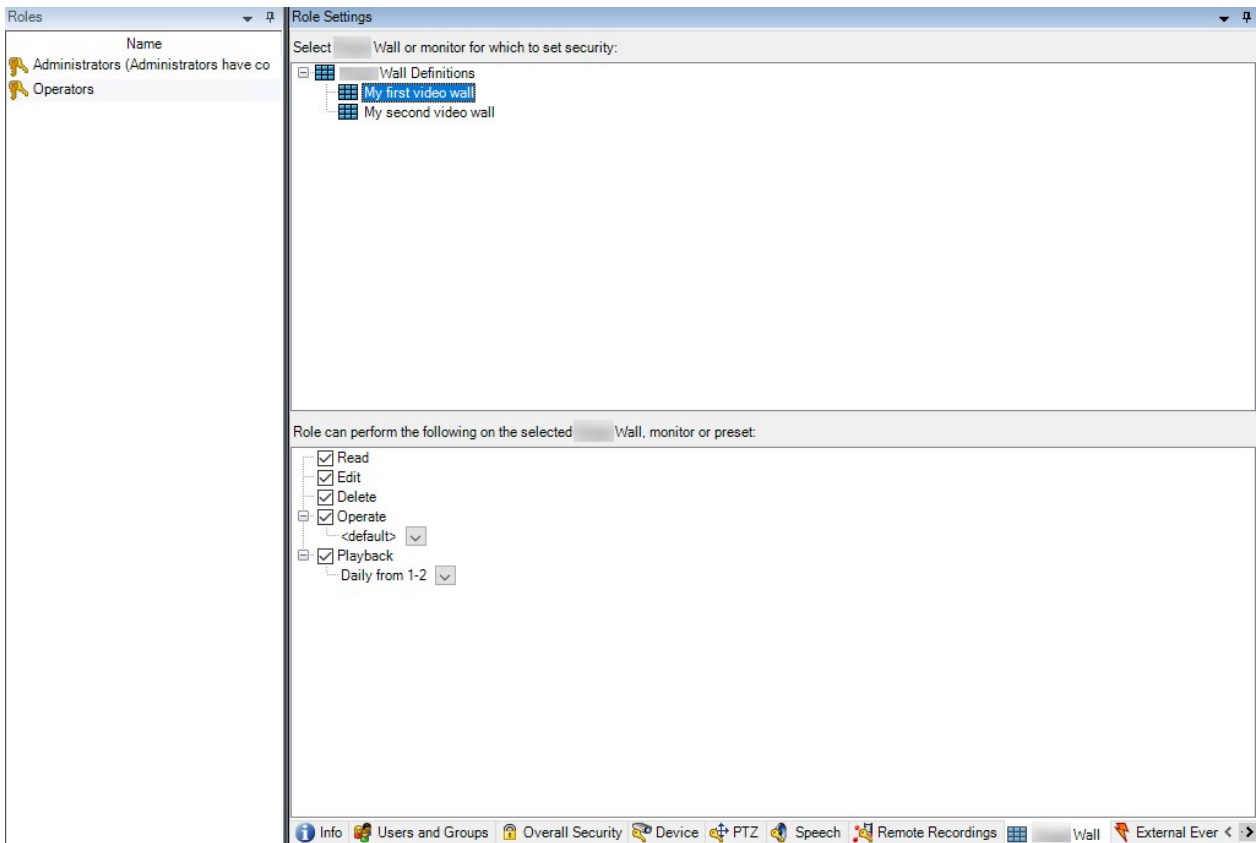 Roles
Name
Administrators (Administrators have co
Operators
Role Settings
Select Wall or monitor for which to set security:
Wall Definitions
My first video wall
My second video wall
Role can perform the following on the selected Wall, monitor or preset:
Read
Edit
Delete
Operate
<default>
Playback
Daily from 1-2
Info Users and Groups Overall Security Device PTZ Speech Remote Recordings Wall External Ever